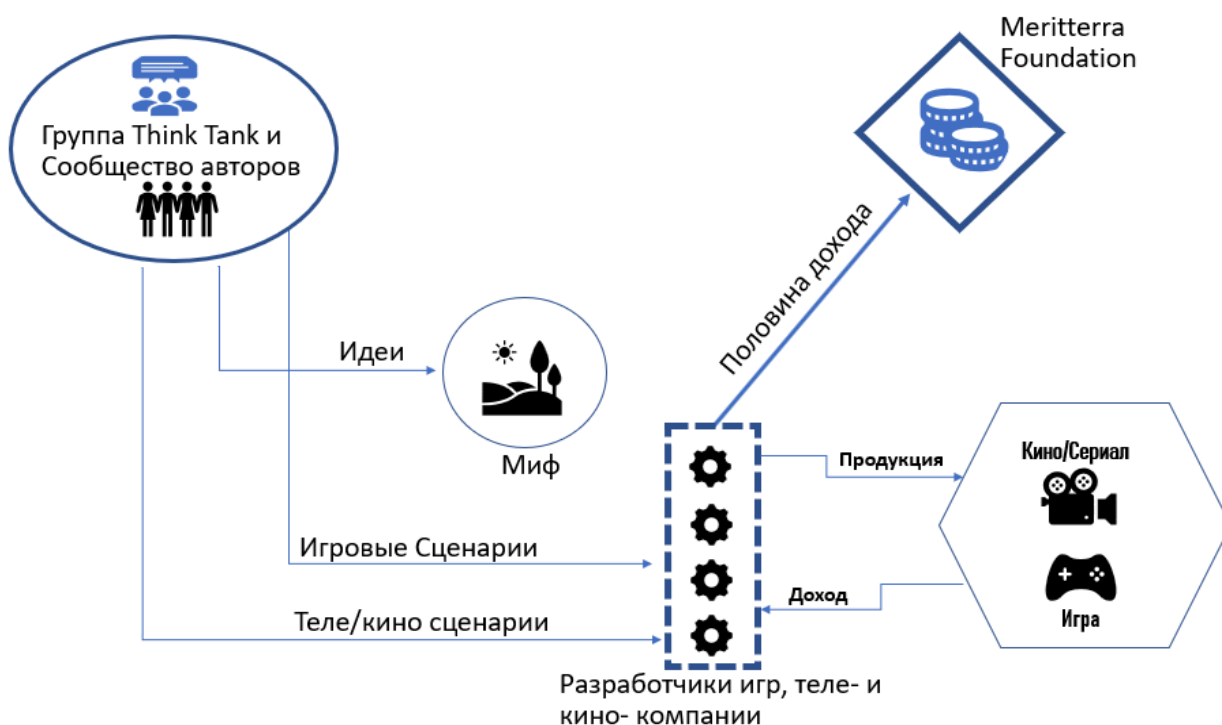 Meritterra
Foundation
Группа Think Tank и
Сообщество авторов
Половина дохода
Идеи
Миф
Продукция
Кино/Сериал
Игровые Сценарии
Доход
Игра
Теле/кино сценарии
Разработчики игр, теле- и
кино- компании